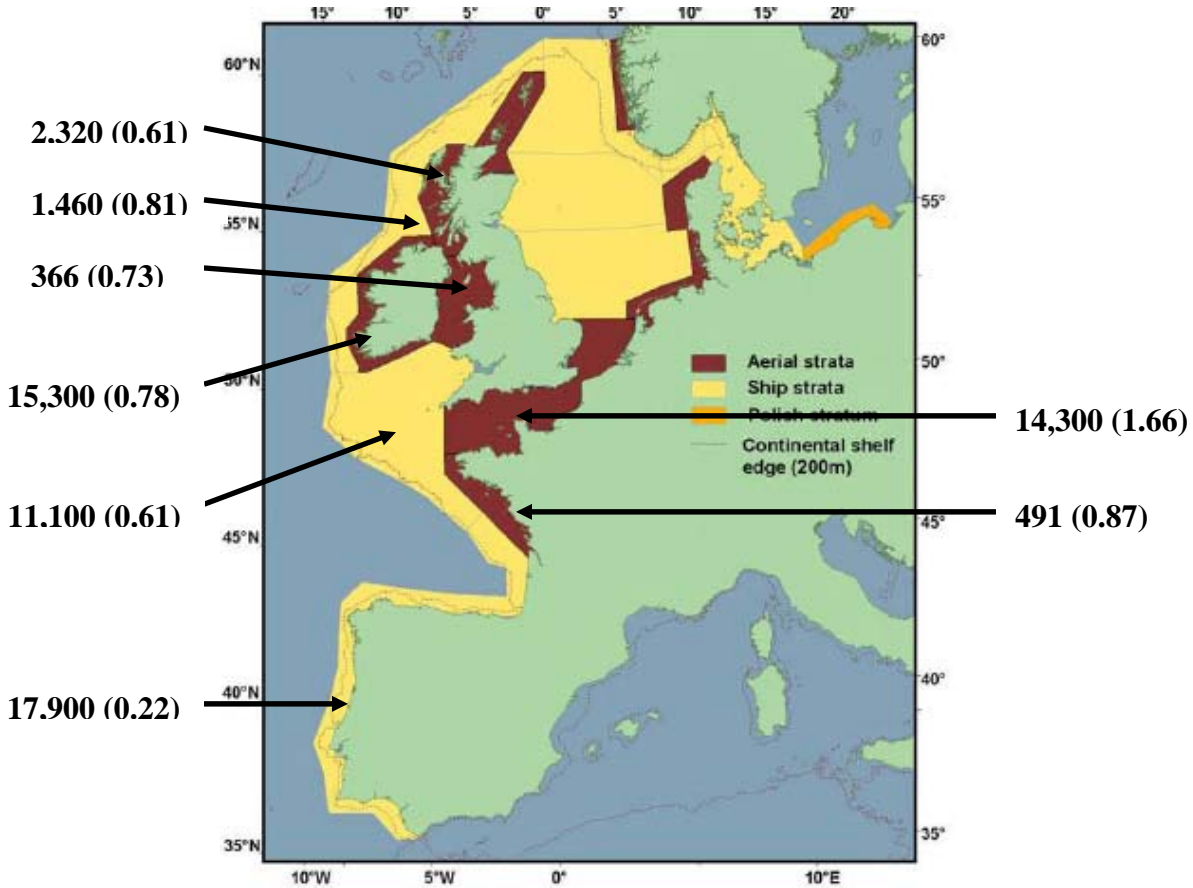 15° 10° 5° 0° 5° 10° 15° 20°
60°N
60°
2,320 (0.61)
1,460 (0.81)
55°N
55°
366 (0.73)
15,300 (0.78)
50°N
50°
Aerial strata
Ship strata
Polish stratum
Continental shelf
edge (200m)
14,300 (1.66)
11,100 (0.61)
491 (0.87)
45°N
45°
17,900 (0.22)
40°N
40°
35°N
35°
10°W 5°W 0° 10°E